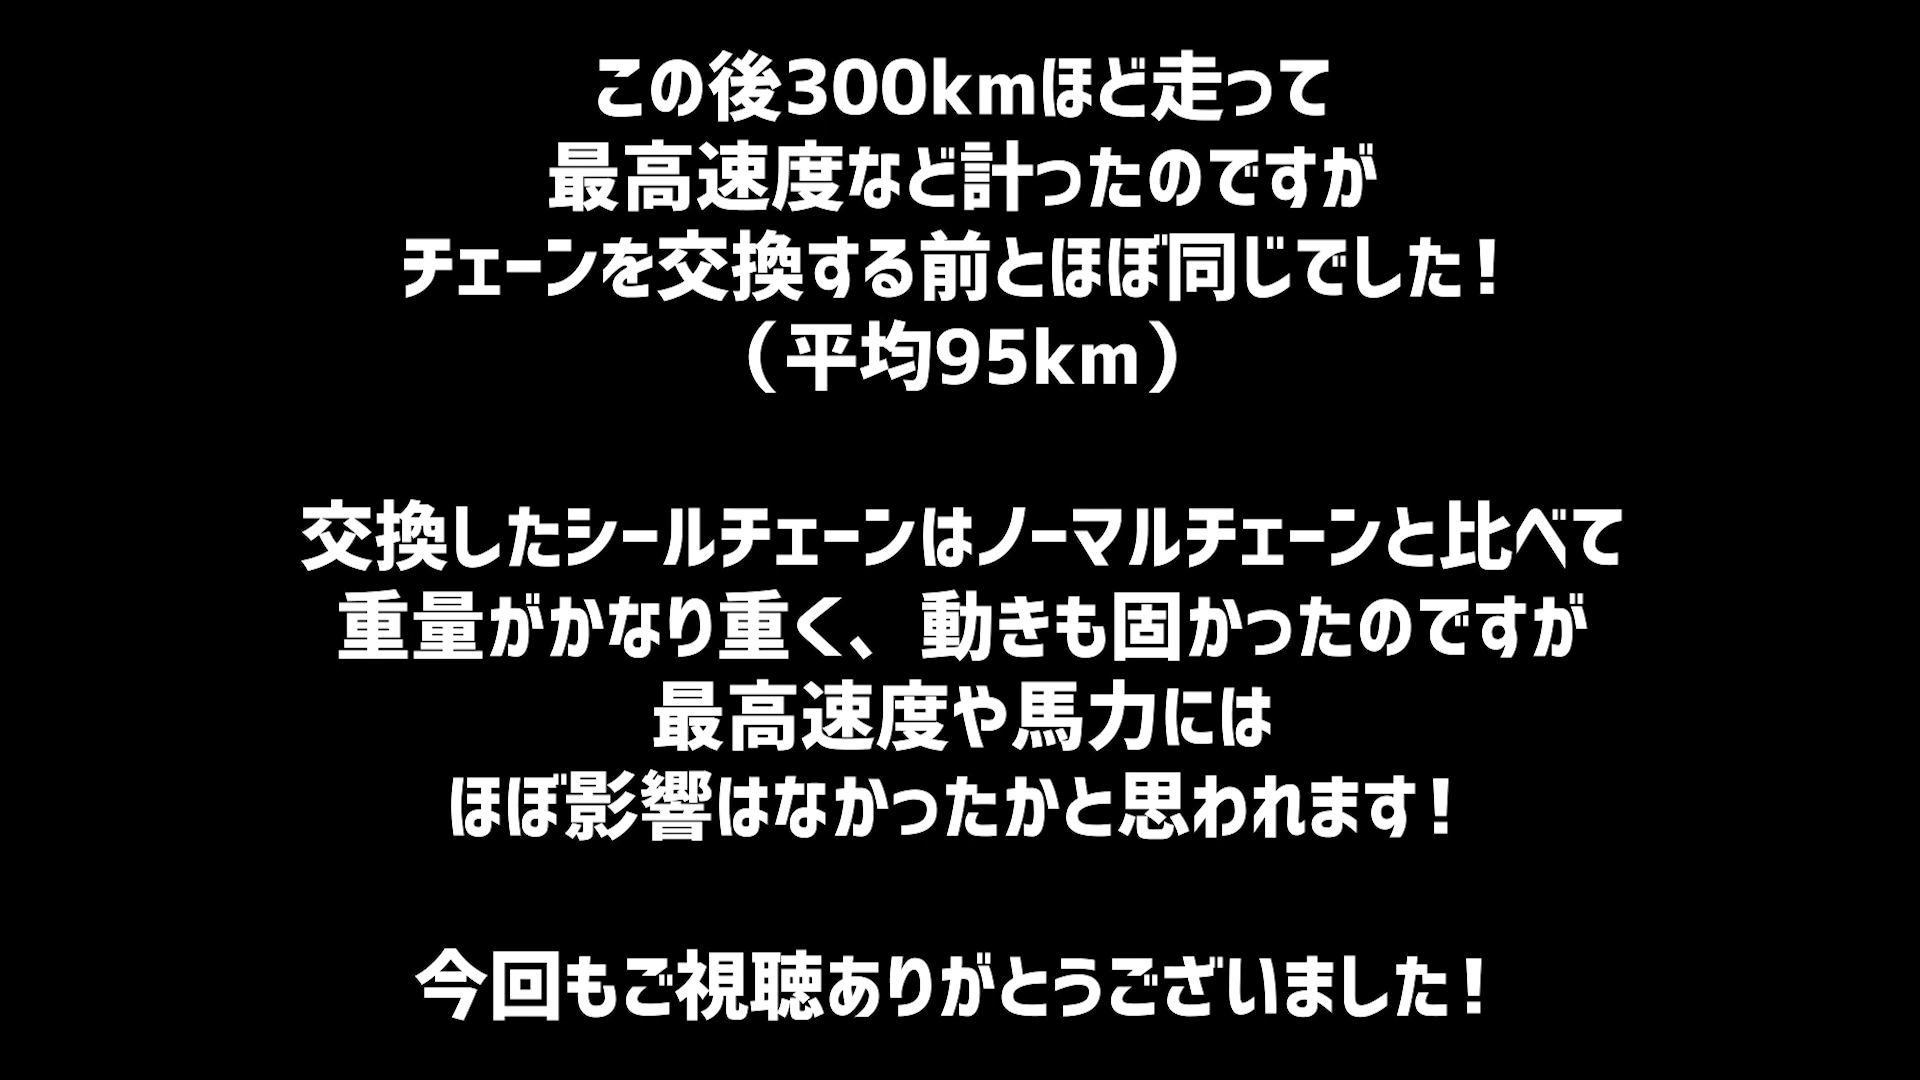 この後300kmほど走って
最高速度など計ったのですが
チェーンを交換する前とほぼ同じでした！
（平均95km）
交換したシールチェーンはノーマルチェーンと比べて
重量がかなり重く、動きも固かったのですが
最高速度や馬力には
ほぼ影響はなかったかと思われます！
今回もご視聴ありがとうございました！